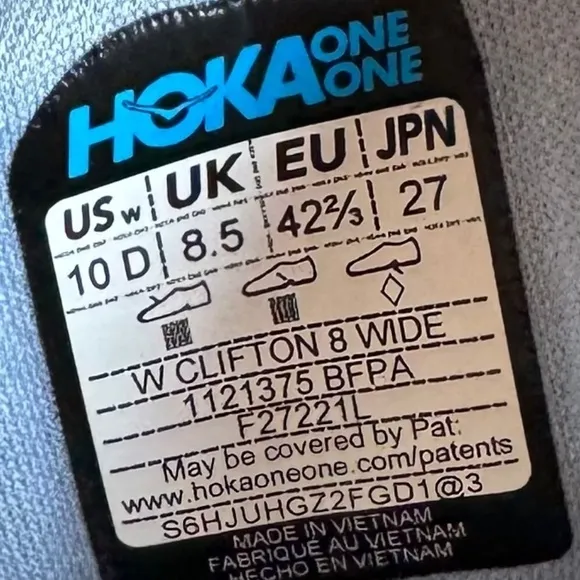 HOKA ONE ONE
US w UK EU JPN
10 D 8.5 42⅔ 27
W CLIFTON 8 WIDE
1121375 BFPA
F27221L
May be covered by Pat:
www.hokaoneone.com/patents
S6HJUHGZ2FGD1@3
MADE IN VIETNAM
FABRIQUÉ AU VIETNAM
HECHO EN VIETNAM